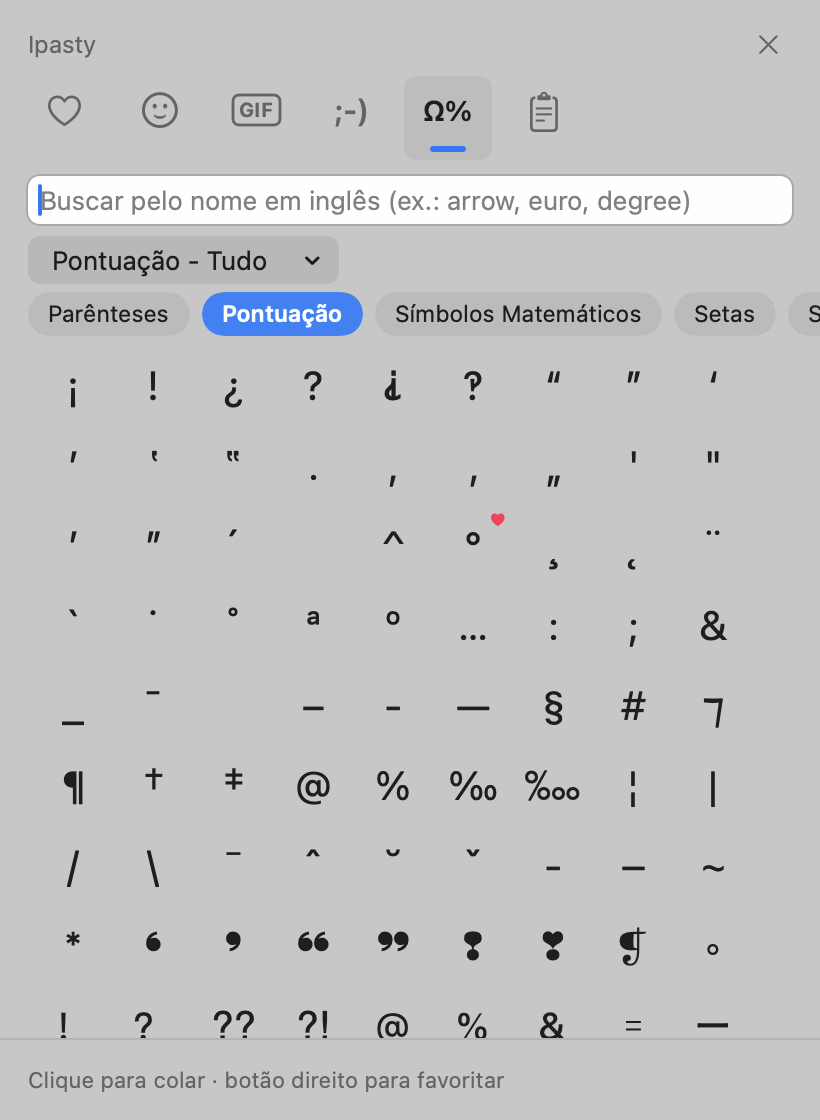 Ipasty
GIF ;-) Ω%
Buscar pelo nome em inglês (ex.: arrow, euro, degree)
Pontuação - Tudo
Parênteses Pontuação Símbolos Matemáticos Setas S
¡ ! ¿ ? ⸘ ‽ “ ” ‘
’ ‛ ‟ . , ‚ „ ' "
′ ″ ´ ^ ° ¸ ˛ ¨
` ˙ ˚ ª º … : ; &
_ ¯ – ‐ — § # ⁊
¶ † ‡ @ % ‰ ‱ ¦ |
/ \ ˉ ˆ ˘ ˇ - – ~
* ❛ ❜ ❝ ❞ ❢ ❣ ❡ 。
! ? ⁇ ⁈ @ % & = —
Clique para colar · botão direito para favoritar